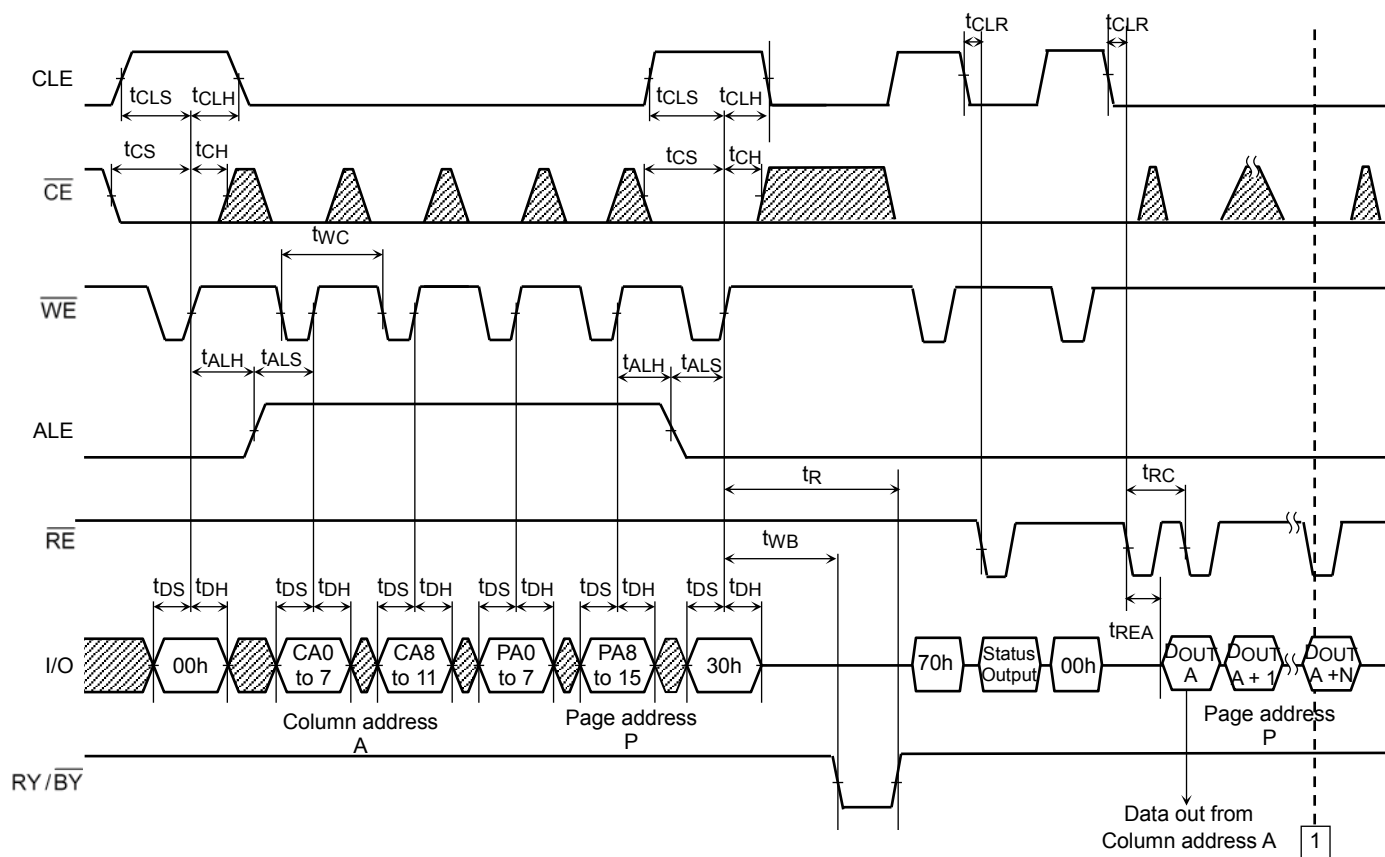 tCLR tCLR
CLE
tCLS tCLH tCLS tCLH
tCS tCH tCS tCH
CE
tWC
WE
tALH tALS tALH tALS
ALE
tR tRC
RE
tWB
tDS tDH tDS tDH tDS tDH tDS tDH tDS tDH tDS tDH
tREA
I/O
00h
CA0
to 7
CA8
to 11
PA0
to 7
PA8
to 15
30h
70h
Status
Output
00h
DOUT
A
DOUT
A + 1
DOUT
A +N
Column address
A
Page address
P
Page address
P
RY / BY
Data out from
Column address A
1